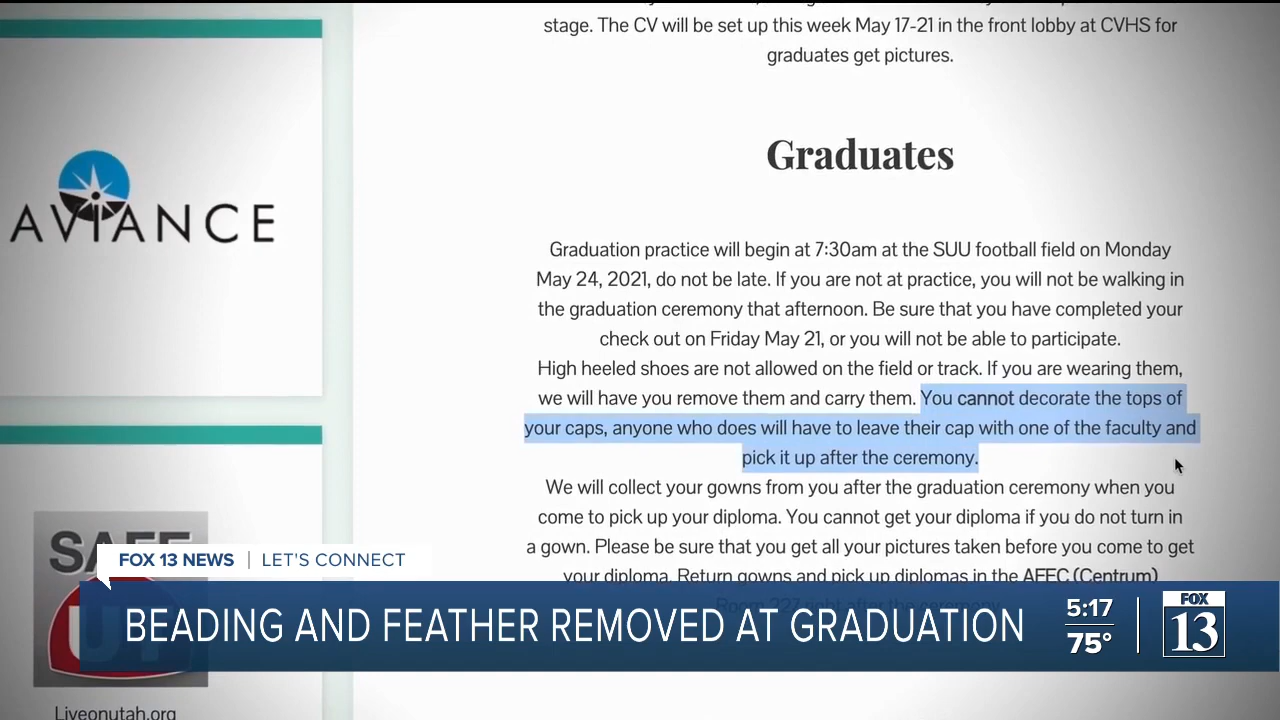 stage. The CV will be set up this week May 17-21 in the front lobby at CVHS for
graduates get pictures.
AVIANCE
Graduates
Graduation practice will begin at 7:30am at the SUU football field on Monday
May 24, 2021, do not be late. If you are not at practice, you will not be walking in
the graduation ceremony that afternoon. Be sure that you have completed your
check out on Friday May 21, or you will not be able to participate.
High heeled shoes are not allowed on the field or track. If you are wearing them,
we will have you remove them and carry them. You cannot decorate the tops of
your caps, anyone who does will have to leave their cap with one of the faculty and
pick it up after the ceremony.
We will collect your gowns from you after the graduation ceremony when you
come to pick up your diploma. You cannot get your diploma if you do not turn in
a gown. Please be sure that you get all your pictures taken before you come to get
your diploma. Return gowns and pick up diplomas in the AFEC (Centrum)
Room 227 right after the ceremony.
SAFE
UT
FOX 13 NEWS | LET'S CONNECT
BEADING AND FEATHER REMOVED AT GRADUATION
5:17
75°
FOX
13
Liveonutah.org